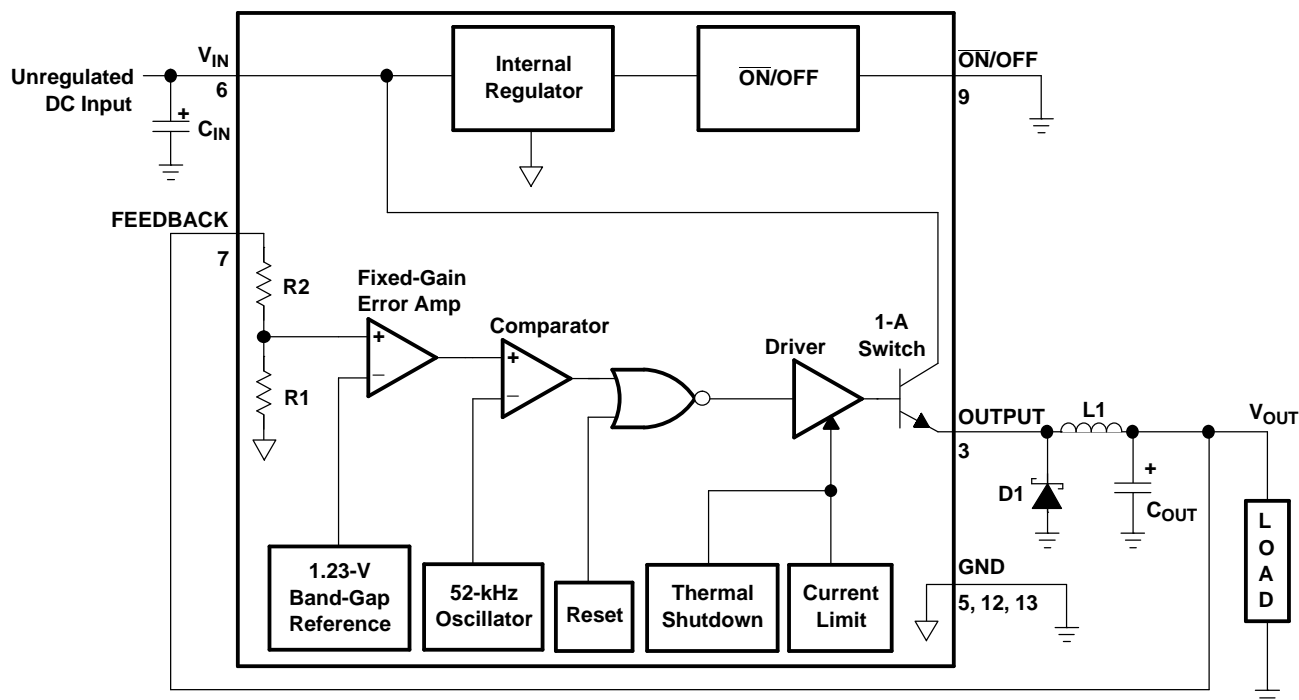 Unregulated
DC Input
V_IN
6
+
C_IN
Internal
Regulator
O̅N̅/OFF
O̅N̅/OFF
9
FEEDBACK
7
R2
R1
Fixed-Gain
Error Amp
+
–
Comparator
+
–
Driver
1-A
Switch
OUTPUT
3
L1
V_OUT
D1
+
C_OUT
LOAD
1.23-V
Band-Gap
Reference
52-kHz
Oscillator
Reset
Thermal
Shutdown
Current
Limit
GND
5, 12, 13